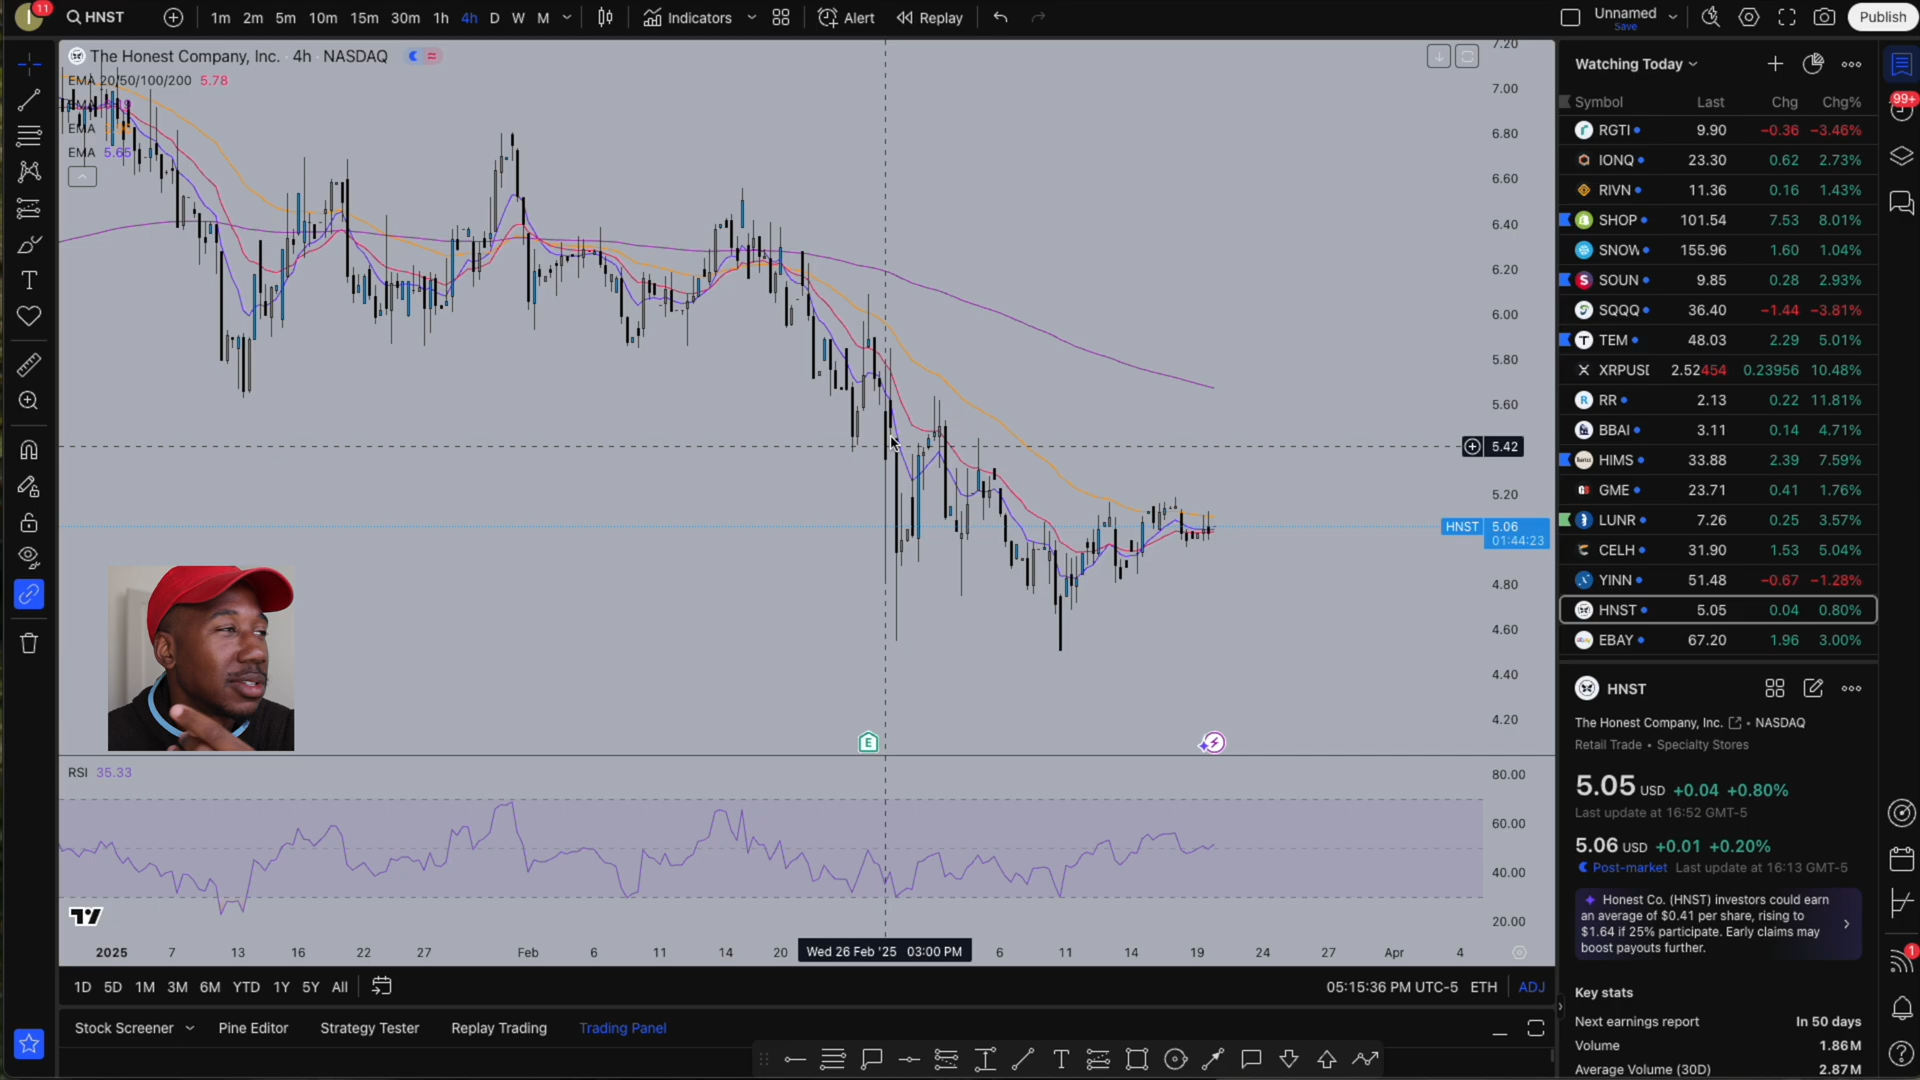 11
HNST
1m 2m 5m 10m 15m 30m 1h 4h D W M
Indicators
Alert
Replay
Unnamed
Save
Publish
The Honest Company, Inc. · 4h · NASDAQ
EMA 20/50/100/200 5.78
EMA
EMA
EMA 5.65
7.20
7.00
6.80
6.60
6.40
6.20
6.00
5.80
5.60
5.42
5.20
HNST 5.06
01:44:23
4.80
4.60
4.40
4.20
E
RSI 35.33
80.00
60.00
40.00
20.00
2025 7 13 16 22 27 Feb 6 11 14 20 Wed 26 Feb '25 03:00 PM 6 11 14 19 24 27 Apr 4
1D 5D 1M 3M 6M YTD 1Y 5Y All
05:15:36 PM UTC-5 ETH ADJ
Stock Screener Pine Editor Strategy Tester Replay Trading Trading Panel
Watching Today
99+
Symbol Last Chg Chg%
RGTI 9.90 −0.36 −3.46%
IONQ 23.30 0.62 2.73%
RIVN 11.36 0.16 1.43%
SHOP 101.54 7.53 8.01%
SNOW 155.96 1.60 1.04%
SOUN 9.85 0.28 2.93%
SQQQ 36.40 −1.44 −3.81%
TEM 48.03 2.29 5.01%
XRPUSD 2.52454 0.23956 10.48%
RR 2.13 0.22 11.81%
BBAI 3.11 0.14 4.71%
HIMS 33.88 2.39 7.59%
GME 23.71 0.41 1.76%
LUNR 7.26 0.25 3.57%
CELH 31.90 1.53 5.04%
YINN 51.48 −0.67 −1.28%
HNST 5.05 0.04 0.80%
EBAY 67.20 1.96 3.00%
HNST
The Honest Company, Inc. • NASDAQ
Retail Trade • Specialty Stores
5.05 USD +0.04 +0.80%
Last update at 16:52 GMT-5
5.06 USD +0.01 +0.20%
Post-market Last update at 16:13 GMT-5
Honest Co. (HNST) investors could earn
an average of $0.41 per share, rising to
$1.64 if 25% participate. Early claims may
boost payouts further.
1
Key stats
Next earnings report In 50 days
Volume 1.86M
Average Volume (30D) 2.87M